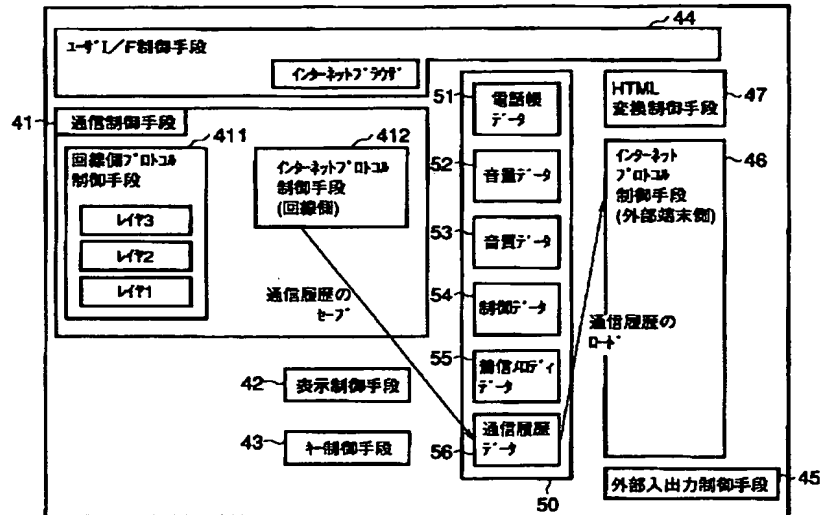 44
ユーザI/F制御手段
インターネットブラウザ
41
通信制御手段
411
回線側プロトコル
制御手段
レイヤ3
レイヤ2
レイヤ1
412
インターネットプロトコル
制御手段
(回線側)
通信履歴の
セーブ
42
表示制御手段
43
キー制御手段
51
電話帳
データ
52
音量データ
53
音質データ
54
制御データ
55
着信メロディ
データ
56
通信履歴
データ
50
HTML
変換制御手段
47
インターネット
プロトコル
制御手段
(外部端末側)
46
通信履歴の
ロード
外部入出力制御手段
45